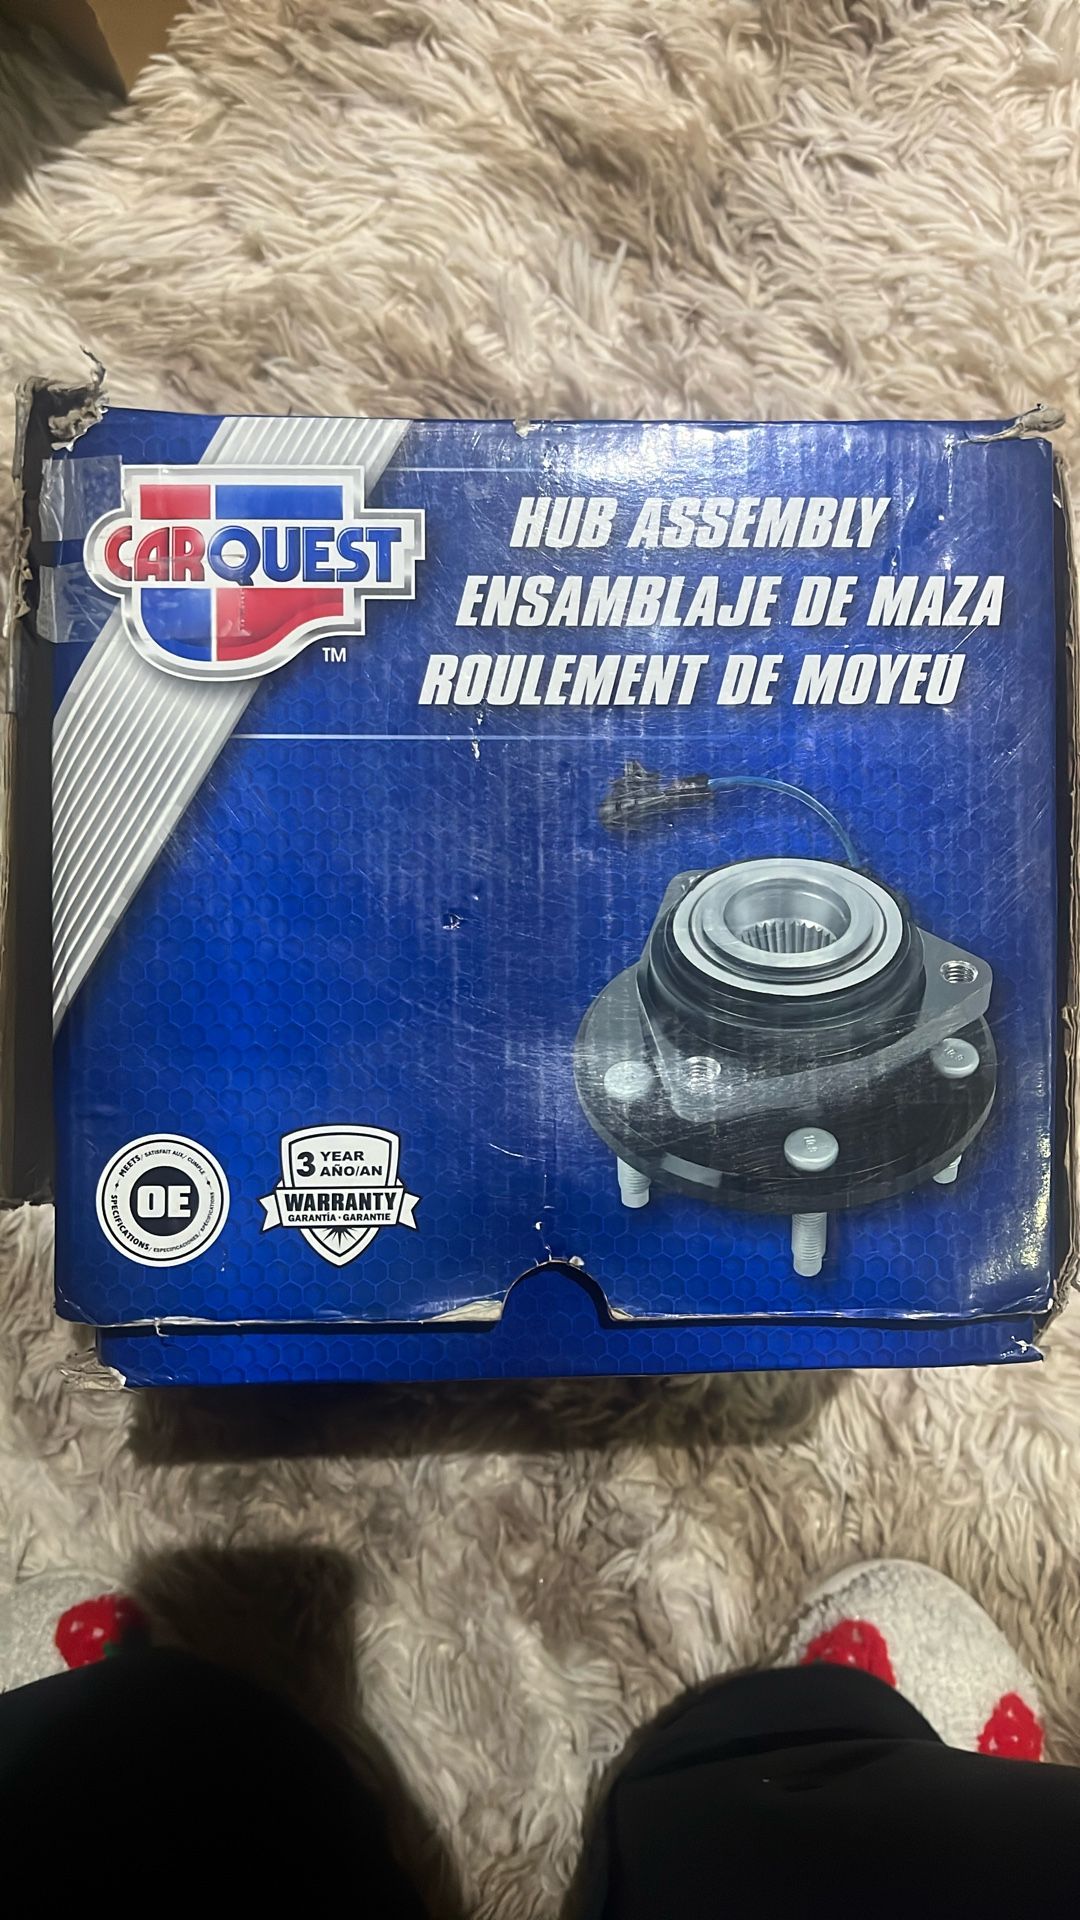 CARQUEST
TM
HUB ASSEMBLY
ENSAMBLAJE DE MAZA
ROULEMENT DE MOYEU
MEETS/ SATISFAIT AUX/ CUMPLE
OE
SPECIFICATIONS/ ESPECIFICACIONES/ SPÉCIFICATIONS
3 YEAR
AÑO/AN
WARRANTY
GARANTÍA · GARANTIE